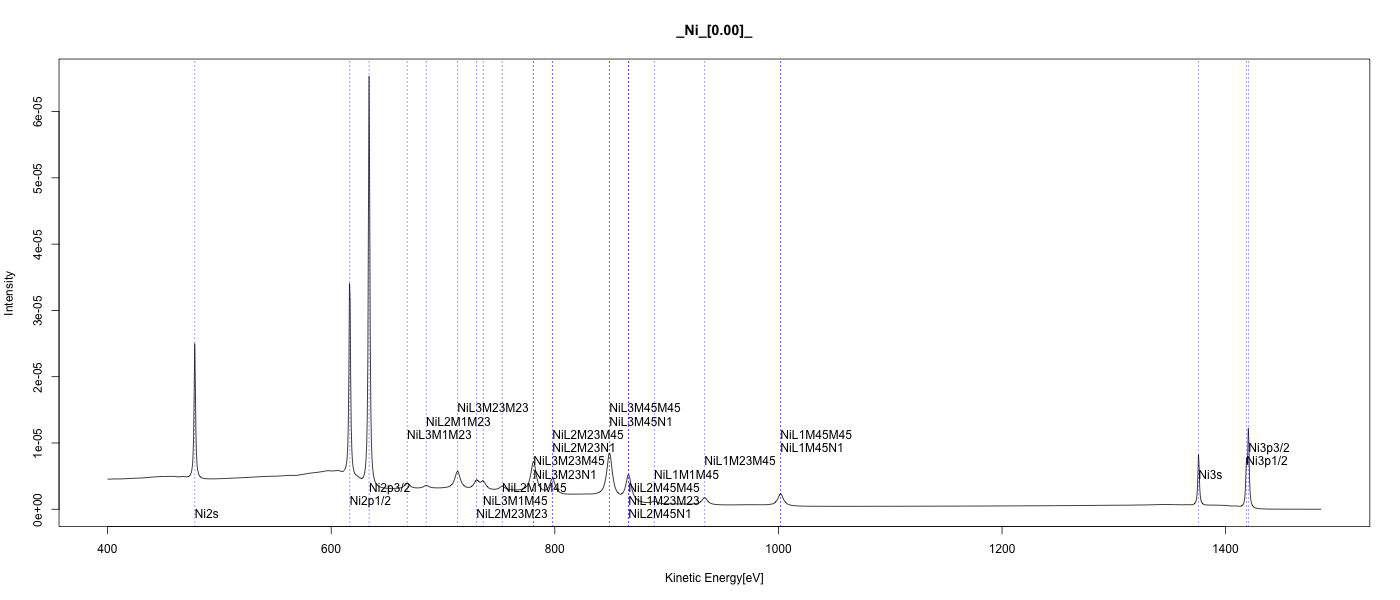 _Ni_[0.00]_
6e-05
5e-05
4e-05
3e-05
2e-05
1e-05
0e+00
Intensity
NiL3M23M23
NiL3M45M45
NiL2M1M23
NiL3M45N1
NiL3M1M23
NiL2M23M45
NiL1M45M45
NiL2M23N1
NiL1M45N1
Ni3p3/2
NiL3M23M45
NiL1M23M45
Ni3p1/2
NiL3M23N1
NiL1M1M45
Ni3s
Ni2p3/2
NiL2M1M45
NiL2M45M45
Ni2p1/2
NiL3M1M45
NiL1M23M23
Ni2s
NiL2M23M23
NiL2M45N1
400
600
800
1000
1200
1400
Kinetic Energy[eV]